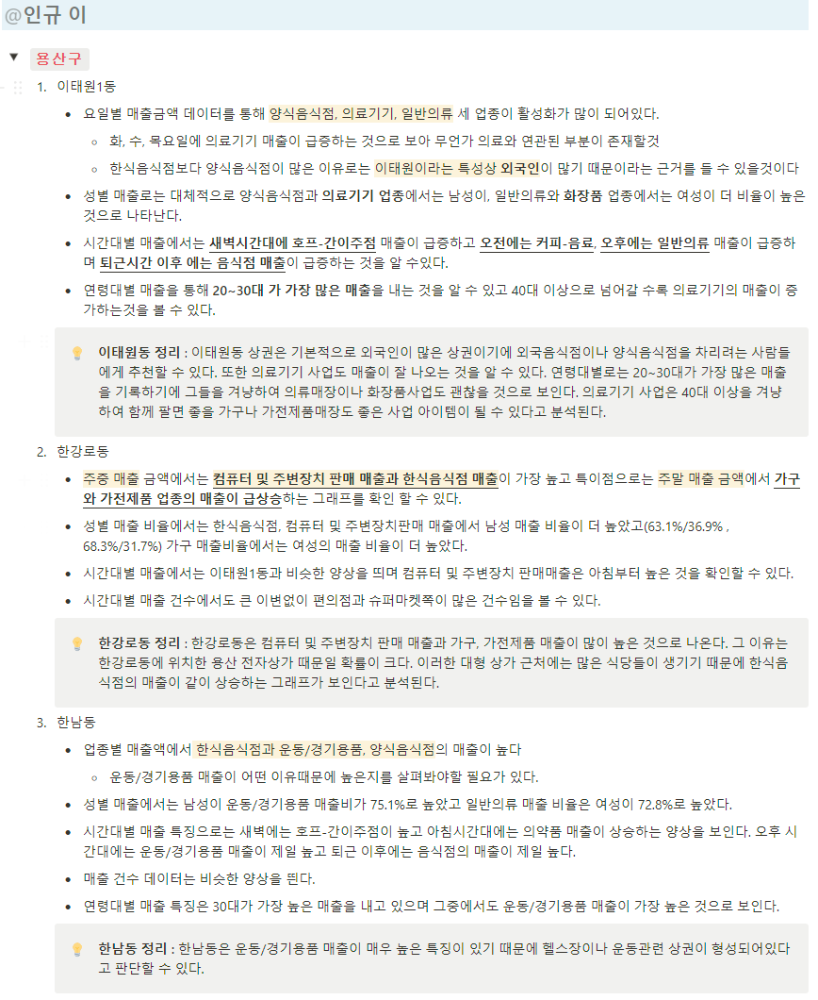 @인규 이
용산구
1. 이태원1동
• 요일별 매출금액 데이터를 통해 양식음식점, 의료기기, 일반의류 세 업종이 활성화가 많이 되어있다.
◦ 화, 수, 목요일에 의료기기 매출이 급증하는 것으로 보아 무언가 의료와 연관된 부분이 존재할것
◦ 한식음식점보다 양식음식점이 많은 이유로는 이태원이라는 특성상 외국인이 많기 때문이라는 근거를 들 수 있을것이다
• 성별 매출로는 대체적으로 양식음식점과 의료기기 업종에서는 남성이, 일반의류와 화장품 업종에서는 여성이 더 비율이 높은
것으로 나타난다.
• 시간대별 매출에서는 새벽시간대에 호프-간이주점 매출이 급증하고 오전에는 커피-음료, 오후에는 일반의류 매출이 급증하
며 퇴근시간 이후 에는 음식점 매출이 급증하는 것을 알 수있다.
• 연령대별 매출을 통해 20~30대 가 가장 많은 매출을 내는 것을 알 수 있고 40대 이상으로 넘어갈 수록 의료기기의 매출이 증
가하는것을 볼 수 있다.
이태원동 정리 : 이태원동 상권은 기본적으로 외국인이 많은 상권이기에 외국음식점이나 양식음식점을 차리려는 사람들
에게 추천할 수 있다. 또한 의료기기 사업도 매출이 잘 나오는 것을 알 수 있다. 연령대별로는 20~30대가 가장 많은 매출
을 기록하기에 그들을 겨냥하여 의류매장이나 화장품사업도 괜찮을 것으로 보인다. 의료기기 사업은 40대 이상을 겨냥
하여 함께 팔면 좋을 가구나 가전제품매장도 좋은 사업 아이템이 될 수 있다고 분석된다.
2. 한강로동
• 주중 매출 금액에서는 컴퓨터 및 주변장치 판매 매출과 한식음식점 매출이 가장 높고 특이점으로는 주말 매출 금액에서 가구
와 가전제품 업종의 매출이 급상승하는 그래프를 확인 할 수 있다.
• 성별 매출 비율에서는 한식음식점, 컴퓨터 및 주변장치판매 매출에서 남성 매출 비율이 더 높았고(63.1%/36.9% ,
68.3%/31.7%) 가구 매출비율에서는 여성의 매출 비율이 더 높았다.
• 시간대별 매출에서는 이태원1동과 비슷한 양상을 띄며 컴퓨터 및 주변장치 판매매출은 아침부터 높은 것을 확인할 수 있다.
• 시간대별 매출 건수에서도 큰 이변없이 편의점과 슈퍼마켓쪽이 많은 건수임을 볼 수 있다.
한강로동 정리 : 한강로동은 컴퓨터 및 주변장치 판매 매출과 가구, 가전제품 매출이 많이 높은 것으로 나온다. 그 이유는
한강로동에 위치한 용산 전자상가 때문일 확률이 크다. 이러한 대형 상가 근처에는 많은 식당들이 생기기 때문에 한식음
식점의 매출이 같이 상승하는 그래프가 보인다고 분석된다.
3. 한남동
• 업종별 매출액에서 한식음식점과 운동/경기용품, 양식음식점의 매출이 높다
◦ 운동/경기용품 매출이 어떤 이유때문에 높은지를 살펴봐야할 필요가 있다.
• 성별 매출에서는 남성이 운동/경기용품 매출비가 75.1%로 높았고 일반의류 매출 비율은 여성이 72.8%로 높았다.
• 시간대별 매출 특징으로는 새벽에는 호프-간이주점이 높고 아침시간대에는 의약품 매출이 상승하는 양상을 보인다. 오후 시
간대에는 운동/경기용품 매출이 제일 높고 퇴근 이후에는 음식점의 매출이 제일 높다.
• 매출 건수 데이터는 비슷한 양상을 띈다.
• 연령대별 매출 특징은 30대가 가장 높은 매출을 내고 있으며 그중에서도 운동/경기용품 매출이 가장 높은 것으로 보인다.
한남동 정리 : 한남동은 운동/경기용품 매출이 매우 높은 특징이 있기 때문에 헬스장이나 운동관련 상권이 형성되어있다
고 판단할 수 있다.